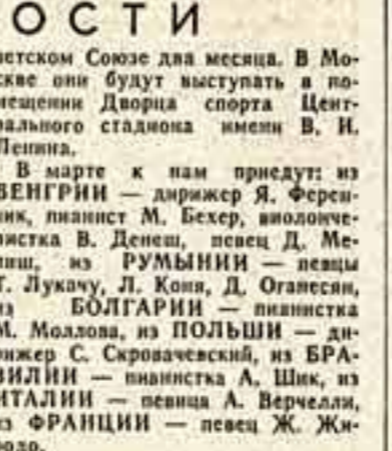 ОСТИ
ветском Союзе два месяца. В Мо-
скве они будут выступать в по-
мещении Дворца спорта Цент-
рального стадиона имени В. И.
Ленина.
В марте к нам приедут: из
ВЕНГРИИ — дирижер Я. Ферен-
чик, пианист М. Бехер, виолонче-
листка В. Денеш, певец Д. Ме-
лиш, из РУМЫНИИ — певцы
Г. Лукачу, Л. Коня, Д. Оганесян,
из БОЛГАРИИ — пианистка
М. Моллова, из ПОЛЬШИ — ди-
рижер С. Скровачевский, из БРА-
ЗИЛИИ — пианистка А. Шик, из
ИТАЛИИ — певица А. Верчелли,
из ФРАНЦИИ — певец Ж. Жи-